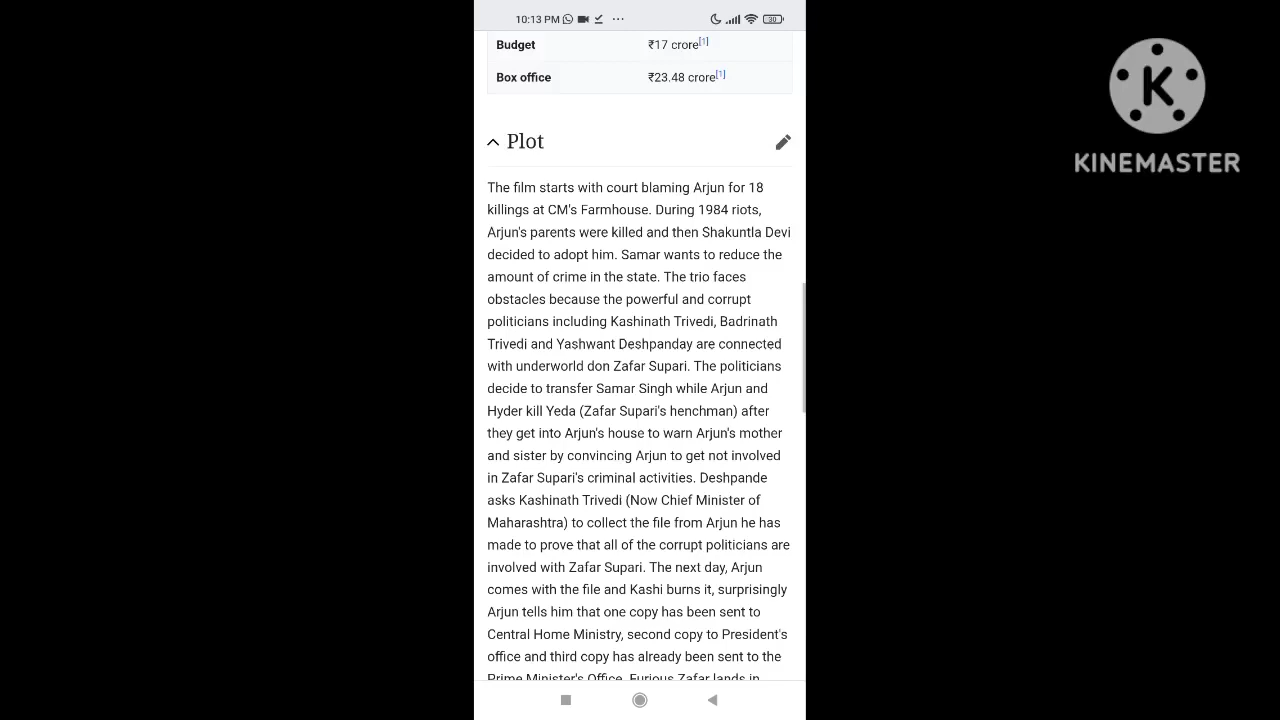 10:13 PM
30
Budget ₹17 crore[1]
Box office ₹23.48 crore[1]
Plot
The film starts with court blaming Arjun for 18
killings at CM's Farmhouse. During 1984 riots,
Arjun's parents were killed and then Shakuntla Devi
decided to adopt him. Samar wants to reduce the
amount of crime in the state. The trio faces
obstacles because the powerful and corrupt
politicians including Kashinath Trivedi, Badrinath
Trivedi and Yashwant Deshpanday are connected
with underworld don Zafar Supari. The politicians
decide to transfer Samar Singh while Arjun and
Hyder kill Yeda (Zafar Supari's henchman) after
they get into Arjun's house to warn Arjun's mother
and sister by convincing Arjun to get not involved
in Zafar Supari's criminal activities. Deshpande
asks Kashinath Trivedi (Now Chief Minister of
Maharashtra) to collect the file from Arjun he has
made to prove that all of the corrupt politicians are
involved with Zafar Supari. The next day, Arjun
comes with the file and Kashi burns it, surprisingly
Arjun tells him that one copy has been sent to
Central Home Ministry, second copy to President's
office and third copy has already been sent to the
Prime Minister's Office. Furious Zafar lands in
K
KINEMASTER